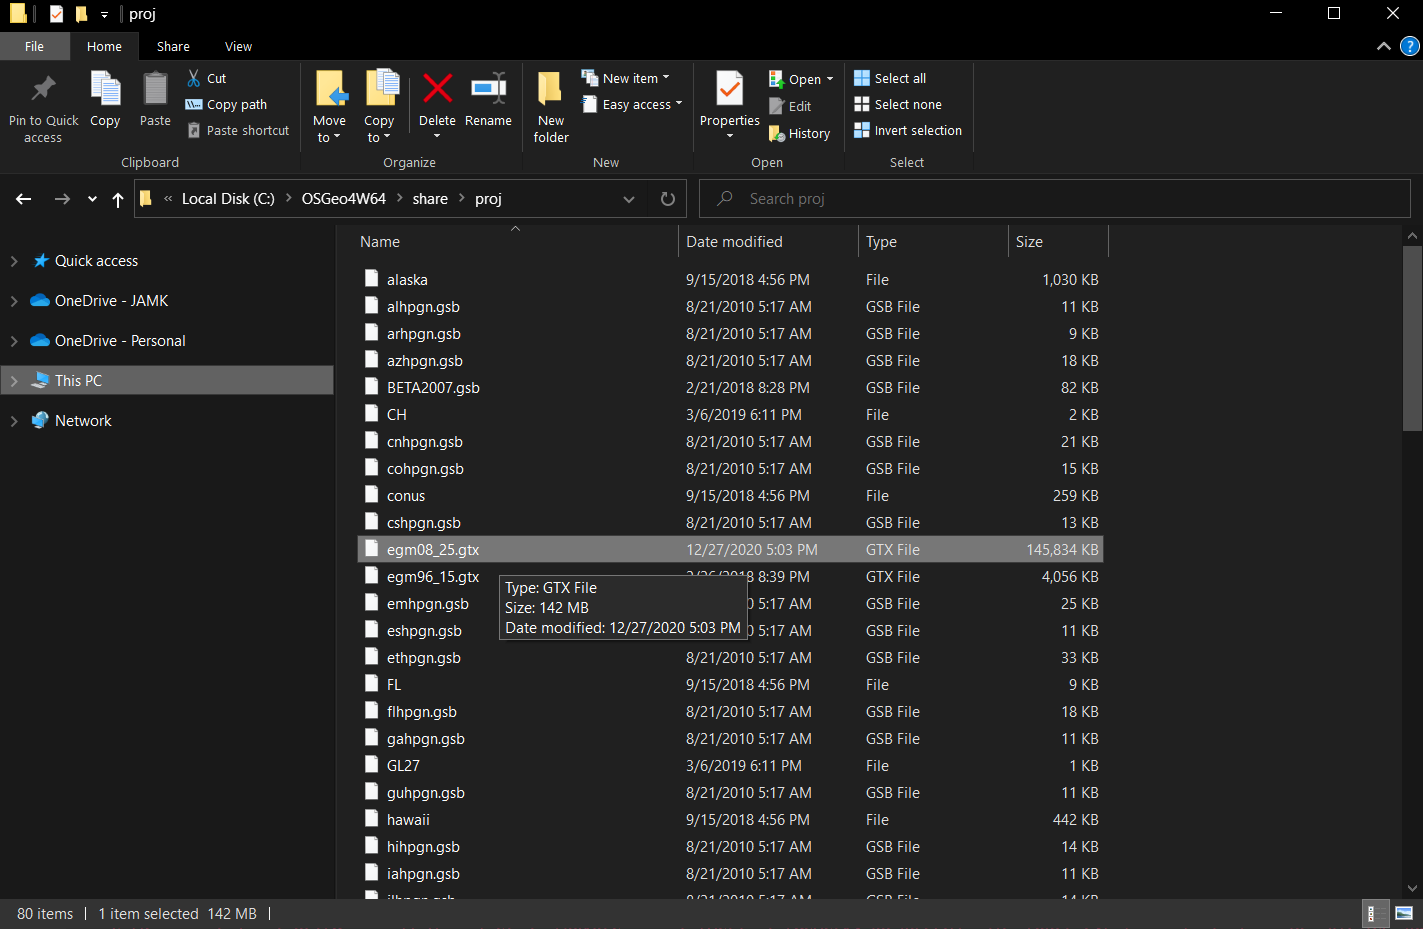 proj
File Home Share View
Pin to Quick access
Copy
Paste
Cut
Copy path
Paste shortcut
Clipboard
Move to
Copy to
Delete
Rename
Organize
New folder
New item
Easy access
New
Properties
Open
Edit
History
Open
Select all
Select none
Invert selection
Select
« Local Disk (C:) > OSGeo4W64 > share > proj
Search proj
Quick access
OneDrive - JAMK
OneDrive - Personal
This PC
Network
Name Date modified Type Size
alaska 9/15/2018 4:56 PM File 1,030 KB
alhpgn.gsb 8/21/2010 5:17 AM GSB File 11 KB
arhpgn.gsb 8/21/2010 5:17 AM GSB File 9 KB
azhpgn.gsb 8/21/2010 5:17 AM GSB File 18 KB
BETA2007.gsb 2/21/2018 8:28 PM GSB File 82 KB
CH 3/6/2019 6:11 PM File 2 KB
cnhpgn.gsb 8/21/2010 5:17 AM GSB File 21 KB
cohpgn.gsb 8/21/2010 5:17 AM GSB File 15 KB
conus 9/15/2018 4:56 PM File 259 KB
cshpgn.gsb 8/21/2010 5:17 AM GSB File 13 KB
egm08_25.gtx 12/27/2020 5:03 PM GTX File 145,834 KB
egm96_15.gtx 8:39 PM GTX File 4,056 KB
Type: GTX File
Size: 142 MB
Date modified: 12/27/2020 5:03 PM
emhpgn.gsb 5:17 AM GSB File 25 KB
eshpgn.gsb 5:17 AM GSB File 11 KB
ethpgn.gsb 8/21/2010 5:17 AM GSB File 33 KB
FL 9/15/2018 4:56 PM File 9 KB
flhpgn.gsb 8/21/2010 5:17 AM GSB File 18 KB
gahpgn.gsb 8/21/2010 5:17 AM GSB File 11 KB
GL27 3/6/2019 6:11 PM File 1 KB
guhpgn.gsb 8/21/2010 5:17 AM GSB File 11 KB
hawaii 9/15/2018 4:56 PM File 442 KB
hihpgn.gsb 8/21/2010 5:17 AM GSB File 14 KB
iahpgn.gsb 8/21/2010 5:17 AM GSB File 11 KB
80 items 1 item selected 142 MB